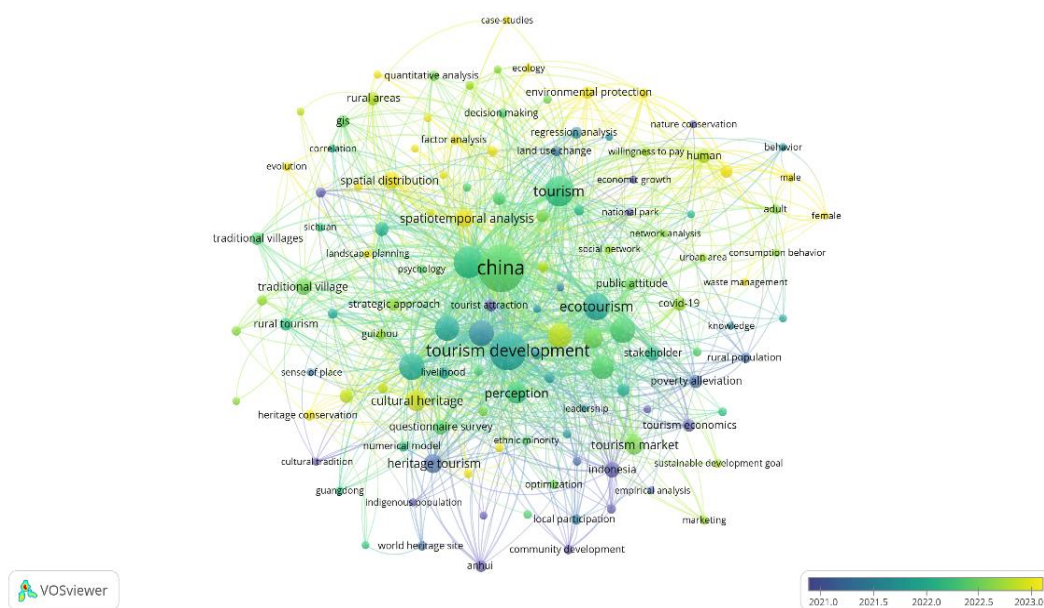 case-studies
ecology
quantitative analysis
environmental protection
rural areas
decision making
gis
nature conservation
regression analysis
factor analysis
correlation
behavior
land use change
willingness to pay
human
evolution
economic growth
male
spatial distribution
tourism
national park
adult
female
spatiotemporal analysis
sichuan
network analysis
traditional villages
social network
landscape planning
consumption behavior
urban area
psychology
china
waste management
public attitude
traditional village
strategic approach
tourist attraction
ecotourism
covid-19
rural tourism
knowledge
guizhou
tourism development
stakeholder
rural population
sense of place
livelihood
poverty alleviation
perception
cultural heritage
leadership
heritage conservation
questionnaire survey
tourism economics
ethnic minority
numerical model
tourism market
cultural tradition
heritage tourism
sustainable development goal
indonesia
optimization
guangdong
empirical analysis
indigenous population
local participation
marketing
world heritage site
community development
anhui
VOSviewer
2021.0 2021.5 2022.0 2022.5 2023.0